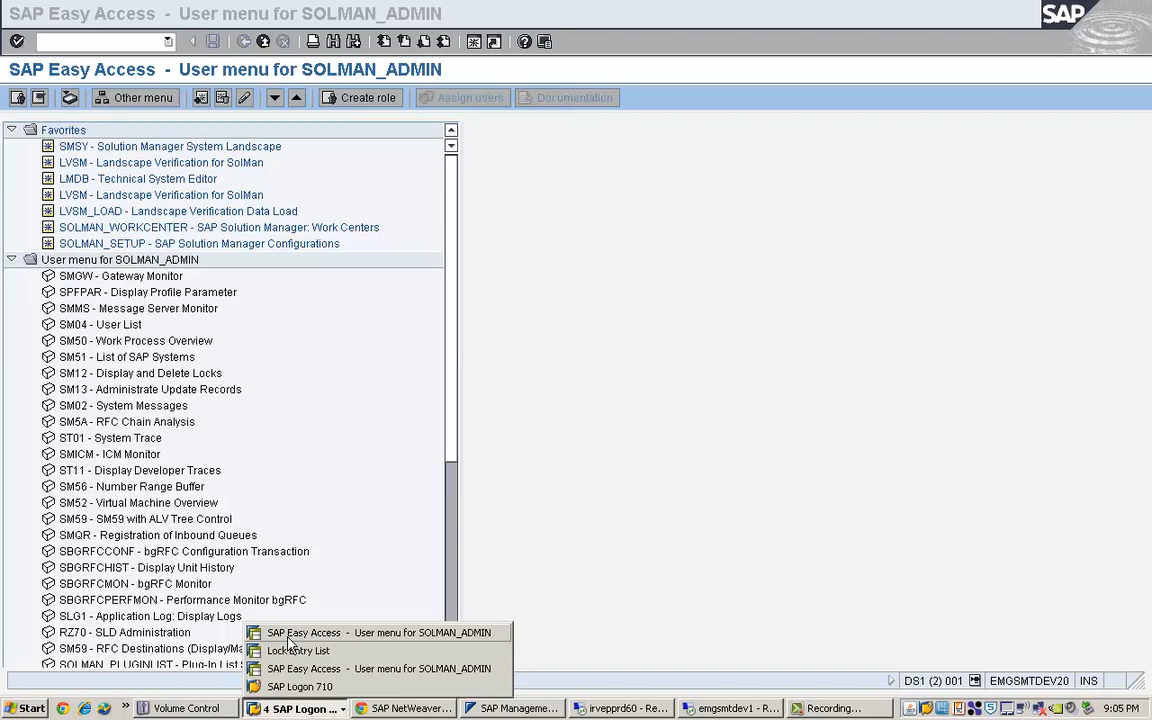 SAP Easy Access - User menu for SOLMAN_ADMIN
SAP
SAP Easy Access - User menu for SOLMAN_ADMIN
Other menu
Create role
Assign users
Documentation
Favorites
SMSY - Solution Manager System Landscape
LVSM - Landscape Verification for SolMan
LMDB - Technical System Editor
LVSM - Landscape Verification for SolMan
LVSM_LOAD - Landscape Verification Data Load
SOLMAN_WORKCENTER - SAP Solution Manager: Work Centers
SOLMAN_SETUP - SAP Solution Manager Configurations
User menu for SOLMAN_ADMIN
SMGW - Gateway Monitor
SPFPAR - Display Profile Parameter
SMMS - Message Server Monitor
SM04 - User List
SM50 - Work Process Overview
SM51 - List of SAP Systems
SM12 - Display and Delete Locks
SM13 - Administrate Update Records
SM02 - System Messages
SM5A - RFC Chain Analysis
ST01 - System Trace
SMICM - ICM Monitor
ST11 - Display Developer Traces
SM56 - Number Range Buffer
SM52 - Virtual Machine Overview
SM59 - SM59 with ALV Tree Control
SMQR - Registration of Inbound Queues
SBGRFCCONF - bgRFC Configuration Transaction
SBGRFCHIST - Display Unit History
SBGRFCMON - bgRFC Monitor
SBGRFCPERFMON - Performance Monitor bgRFC
SLG1 - Application Log: Display Logs
RZ70 - SLD Administration
SM59 - RFC Destinations (Display/Ma
SOLMAN_PLUGINLIST - Plug-In List
SAP Easy Access - User menu for SOLMAN_ADMIN
Lock Entry List
SAP Easy Access - User menu for SOLMAN_ADMIN
SAP Logon 710
DS1 (2) 001
EMGSMTDEV20
INS
Start
Volume Control
4 SAP Logon ...
SAP NetWeaver...
SAP Manageme...
irveprd60 - Re...
emgsmtdev1 - R...
Recording...
9:05 PM